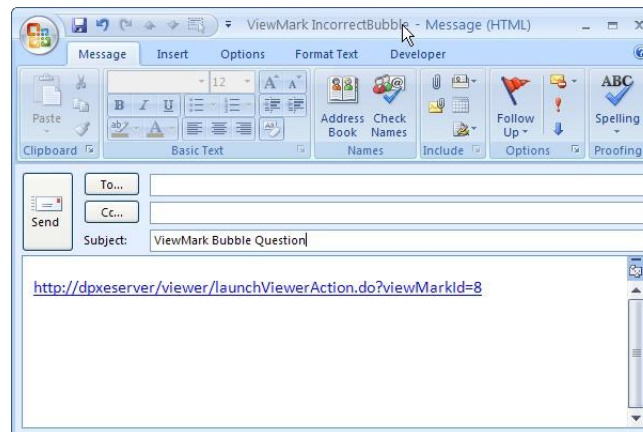 ViewMark IncorrectBubble - Message (HTML)
Message Insert Options Format Text Developer
Paste
12
A A
B I U
ab A
Address Book
Check Names
Follow Up
ABC
Spelling
Clipboard Basic Text Names Include Options Proofing
Send
To...
Cc...
Subject: ViewMark Bubble Question
http://dpxeserver/viewer/launchViewerAction.do?viewMarkId=8